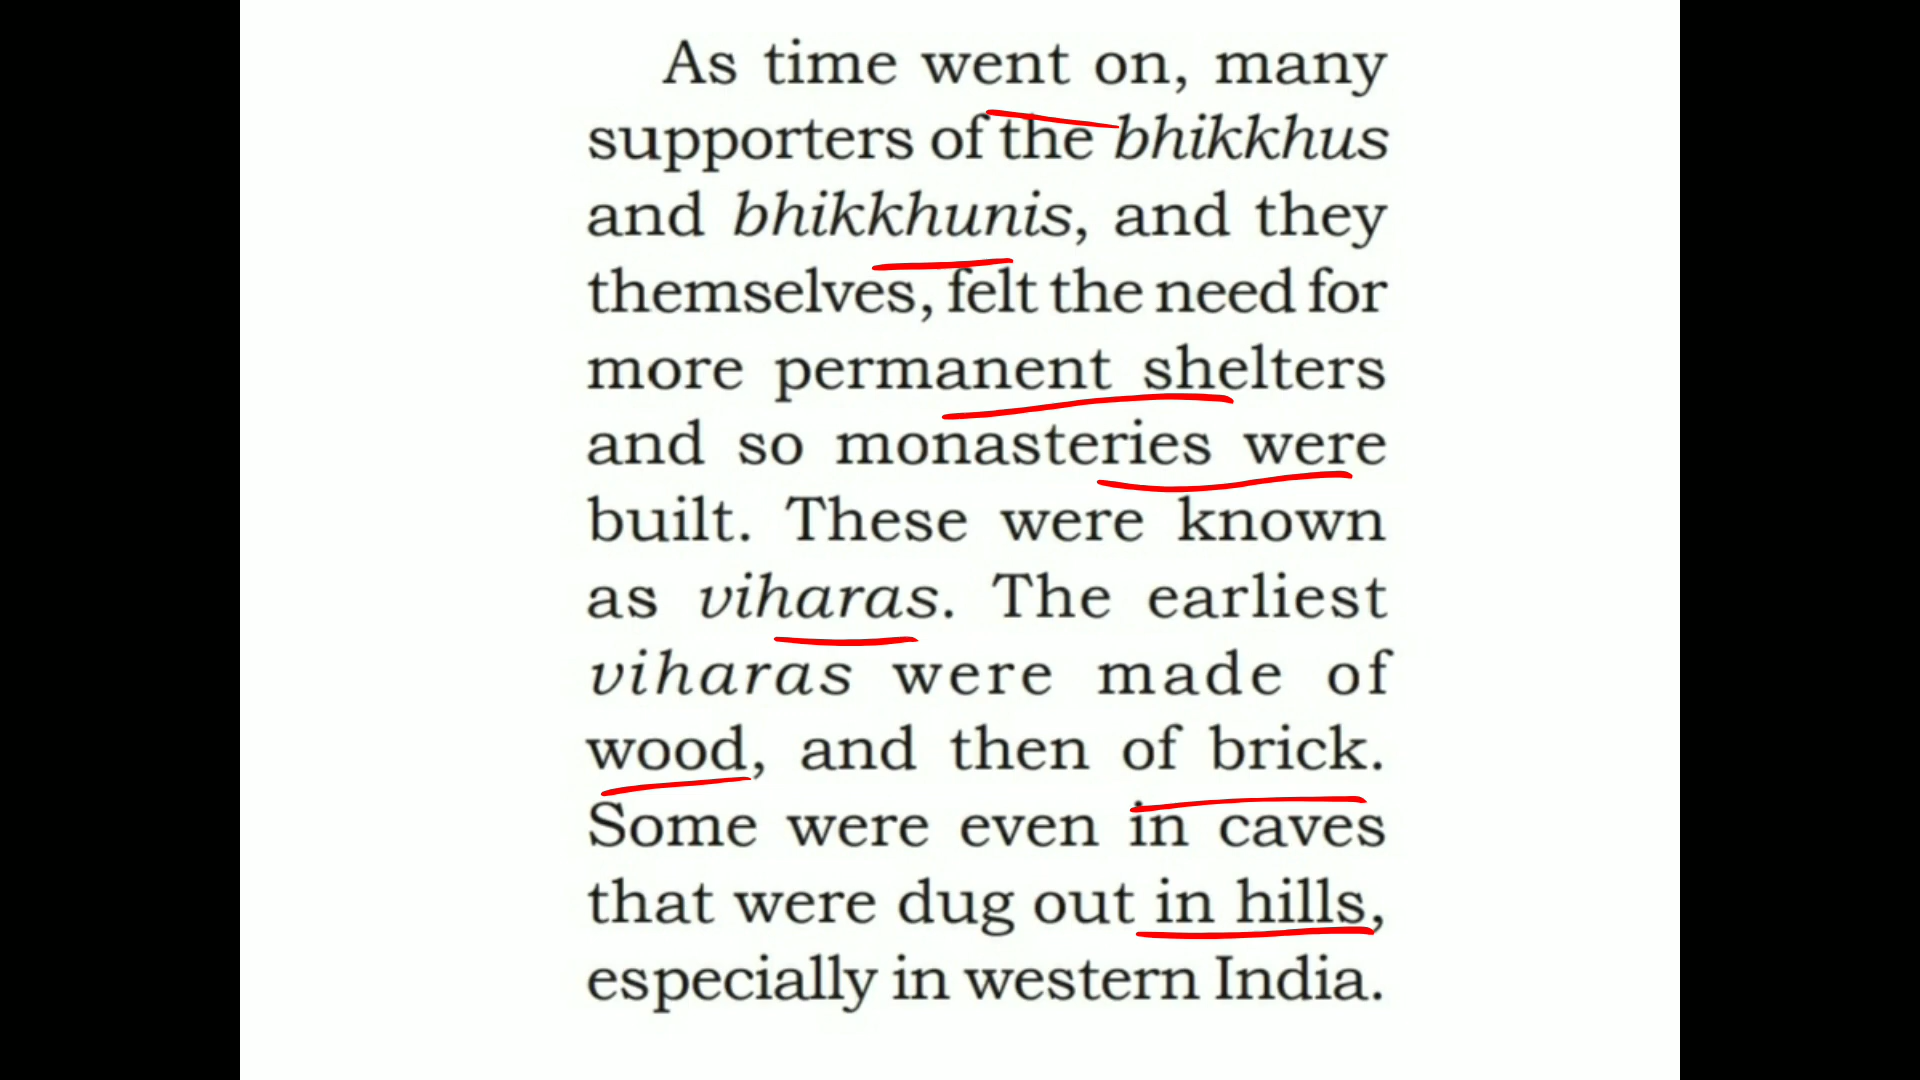 As time went on, many
supporters of the bhikkhus
and bhikkhunis, and they
themselves, felt the need for
more permanent shelters
and so monasteries were
built. These were known
as viharas. The earliest
viharas were made of
wood, and then of brick.
Some were even in caves
that were dug out in hills,
especially in western India.